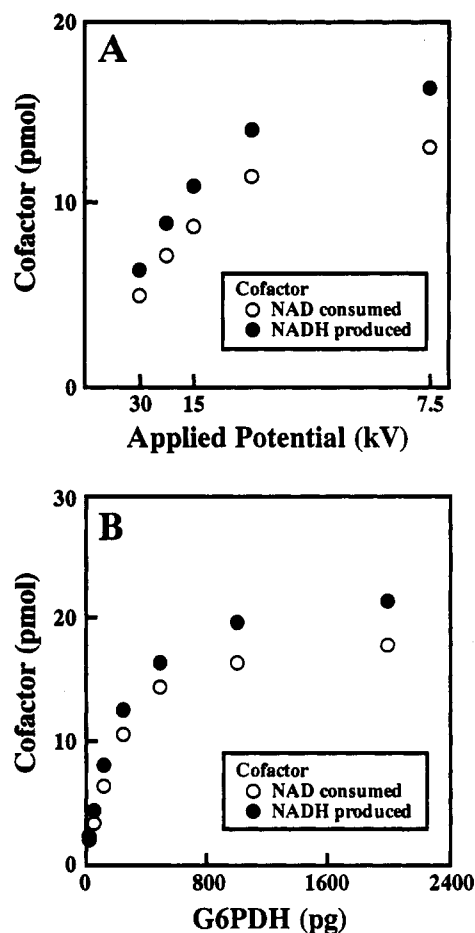 A
20
10
0
Cofactor (pmol)
Cofactor
NAD consumed
NADH produced
30 15 7.5
Applied Potential (kV)
B
30
20
10
0
Cofactor (pmol)
Cofactor
NAD consumed
NADH produced
0 800 1600 2400
G6PDH (pg)